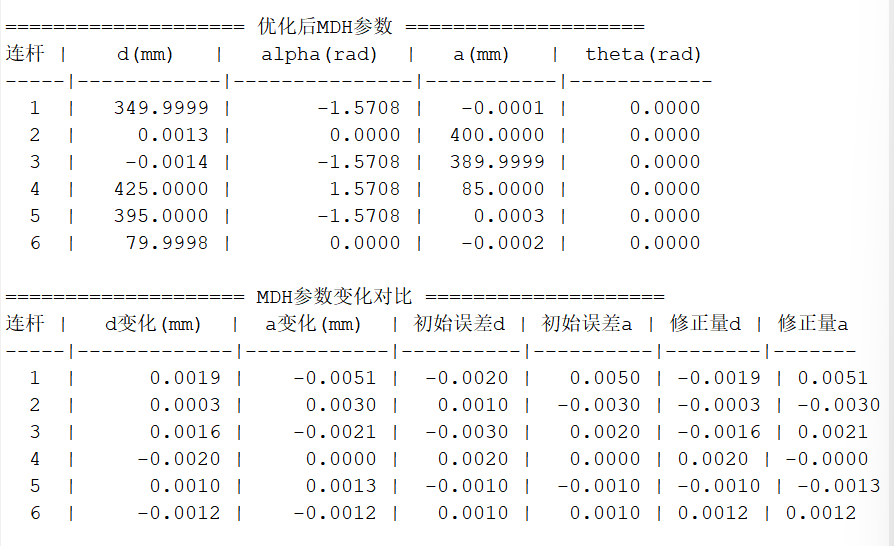 ==================== 优化后MDH参数 ====================
连杆 |    d(mm)    |   alpha(rad)   |   a(mm)    |  theta(rad)
-----|------------|---------------|-----------|------------
  1  |   349.9999 |       -1.5708 |   -0.0001 |     0.0000
  2  |     0.0013 |        0.0000 |  400.0000 |     0.0000
  3  |    -0.0014 |       -1.5708 |  389.9999 |     0.0000
  4  |   425.0000 |        1.5708 |   85.0000 |     0.0000
  5  |   395.0000 |       -1.5708 |    0.0003 |     0.0000
  6  |    79.9998 |        0.0000 |   -0.0002 |     0.0000
==================== MDH参数变化对比 ====================
连杆 |   d变化(mm)   |  a变化(mm)  | 初始误差d | 初始误差a | 修正量d | 修正量a
-----|-------------|------------|----------|----------|--------|-------
  1  |      0.0019 |    -0.0051 |  -0.0020 |   0.0050 | -0.0019 | 0.0051
  2  |      0.0003 |     0.0030 |   0.0010 |  -0.0030 | -0.0003 | -0.0030
  3  |      0.0016 |    -0.0021 |  -0.0030 |   0.0020 | -0.0016 | 0.0021
  4  |     -0.0020 |     0.0000 |   0.0020 |   0.0000 | 0.0020 | -0.0000
  5  |      0.0010 |     0.0013 |  -0.0010 |  -0.0010 | -0.0010 | -0.0013
  6  |     -0.0012 |    -0.0012 |   0.0010 |   0.0010 | 0.0012 | 0.0012